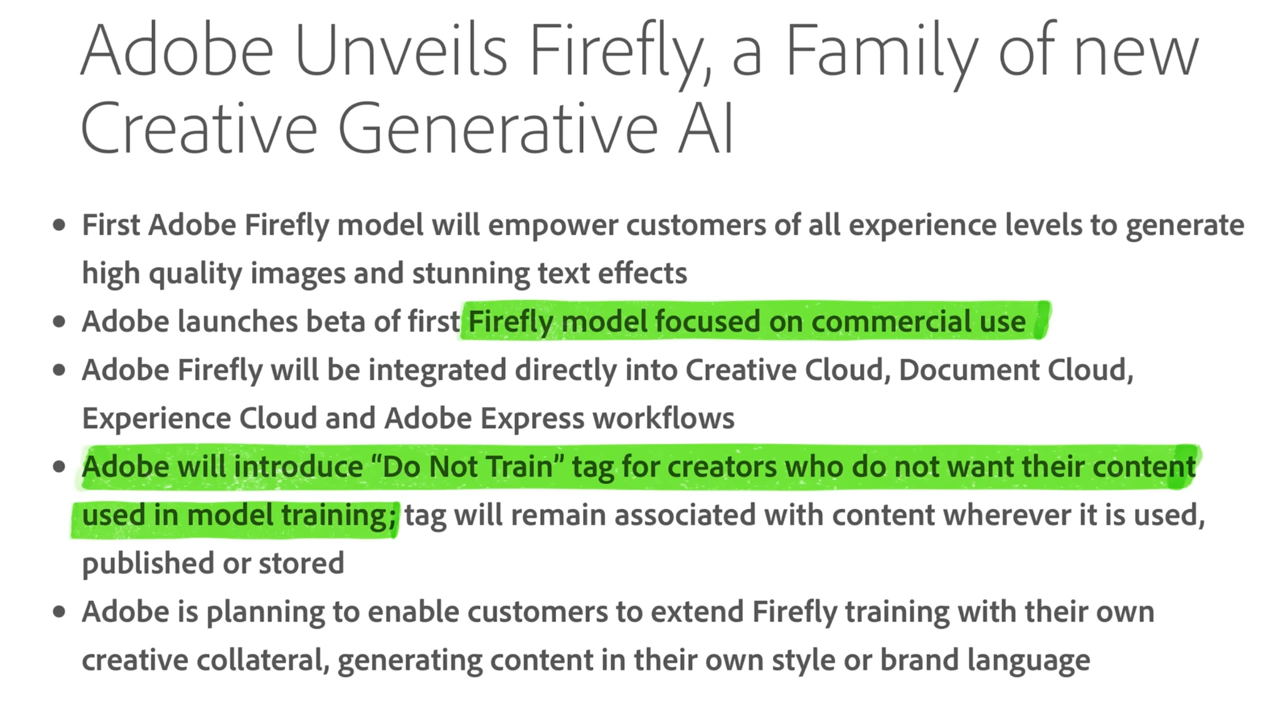 Adobe Unveils Firefly, a Family of new
Creative Generative AI
• First Adobe Firefly model will empower customers of all experience levels to generate
high quality images and stunning text effects
• Adobe launches beta of first Firefly model focused on commercial use
• Adobe Firefly will be integrated directly into Creative Cloud, Document Cloud,
Experience Cloud and Adobe Express workflows
• Adobe will introduce “Do Not Train” tag for creators who do not want their content
used in model training; tag will remain associated with content wherever it is used,
published or stored
• Adobe is planning to enable customers to extend Firefly training with their own
creative collateral, generating content in their own style or brand language